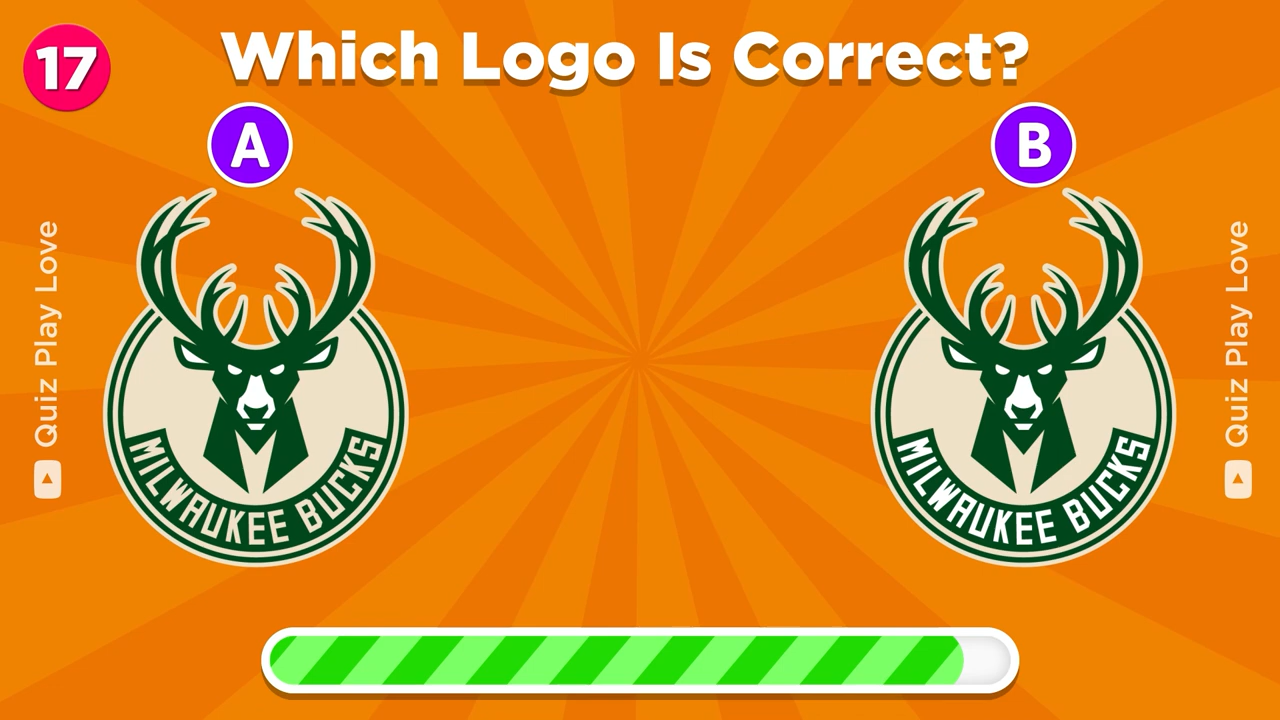 17
Which Logo Is Correct?
A
B
MILWAUKEE BUCKS
MILWAUKEE BUCKS
Quiz Play Love
Quiz Play Love